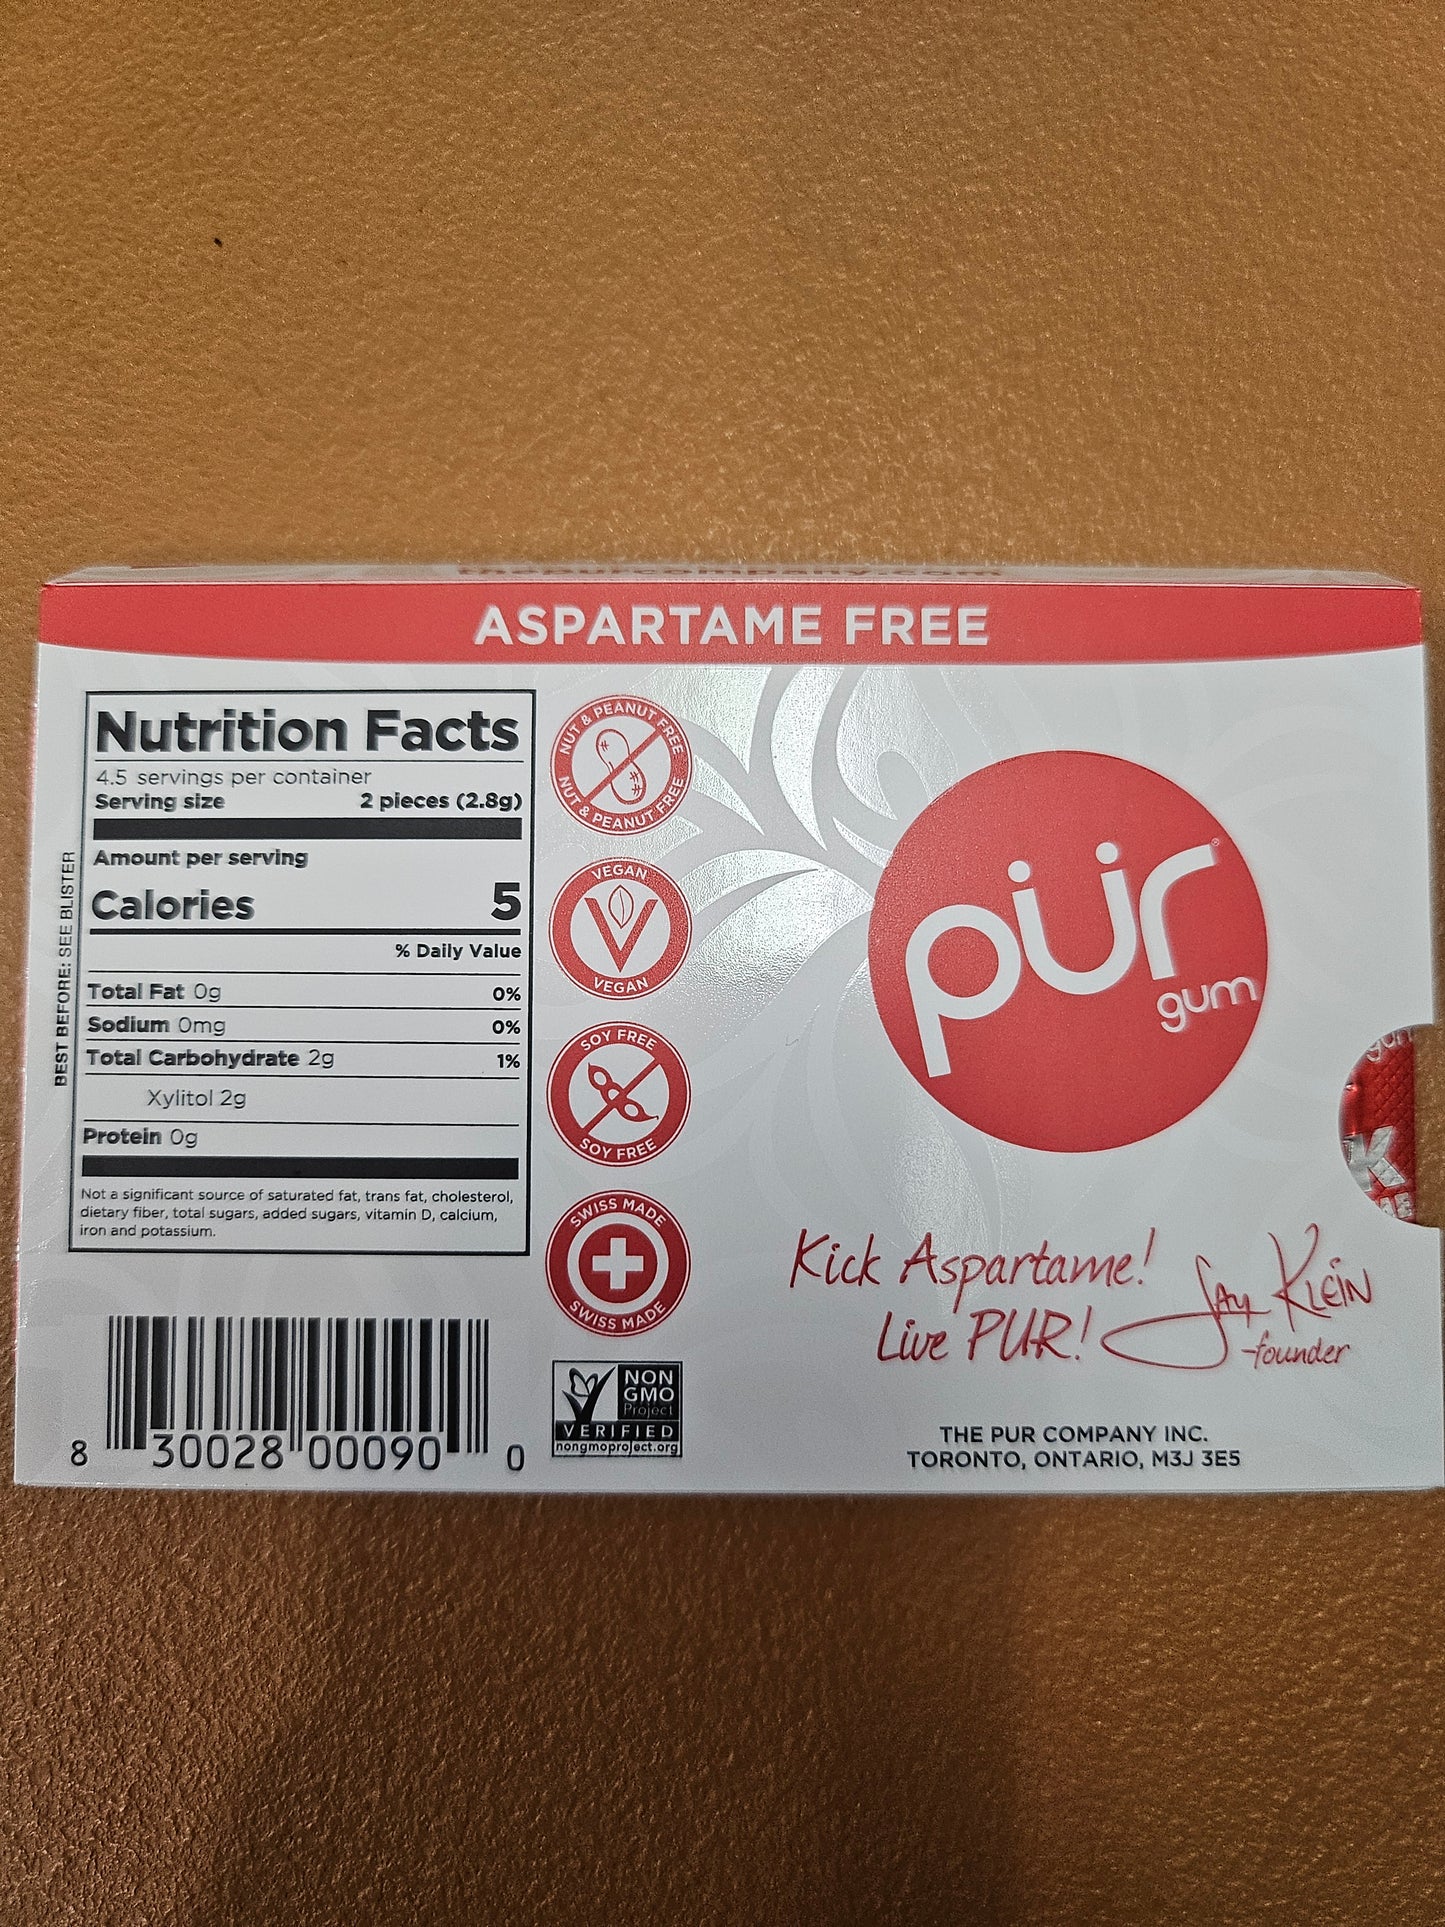 thepurcompany.com
ASPARTAME FREE
Nutrition Facts
4.5 servings per container
Serving size 2 pieces (2.8g)
Amount per serving
Calories 5
% Daily Value
Total Fat 0g 0%
Sodium 0mg 0%
Total Carbohydrate 2g 1%
Xylitol 2g
Protein 0g
Not a significant source of saturated fat, trans fat, cholesterol,
dietary fiber, total sugars, added sugars, vitamin D, calcium,
iron and potassium.
BEST BEFORE: SEE BLISTER
8 30028 00090 0
NUT & PEANUT FREE
NUT & PEANUT FREE
VEGAN
VEGAN
SOY FREE
SOY FREE
SWISS MADE
SWISS MADE
NON
GMO
Project
VERIFIED
nongmoproject.org
pür®
gum
gum
K
Kick Aspartame!
Live PUR!
Jay Klein
-founder
THE PUR COMPANY INC.
TORONTO, ONTARIO, M3J 3E5